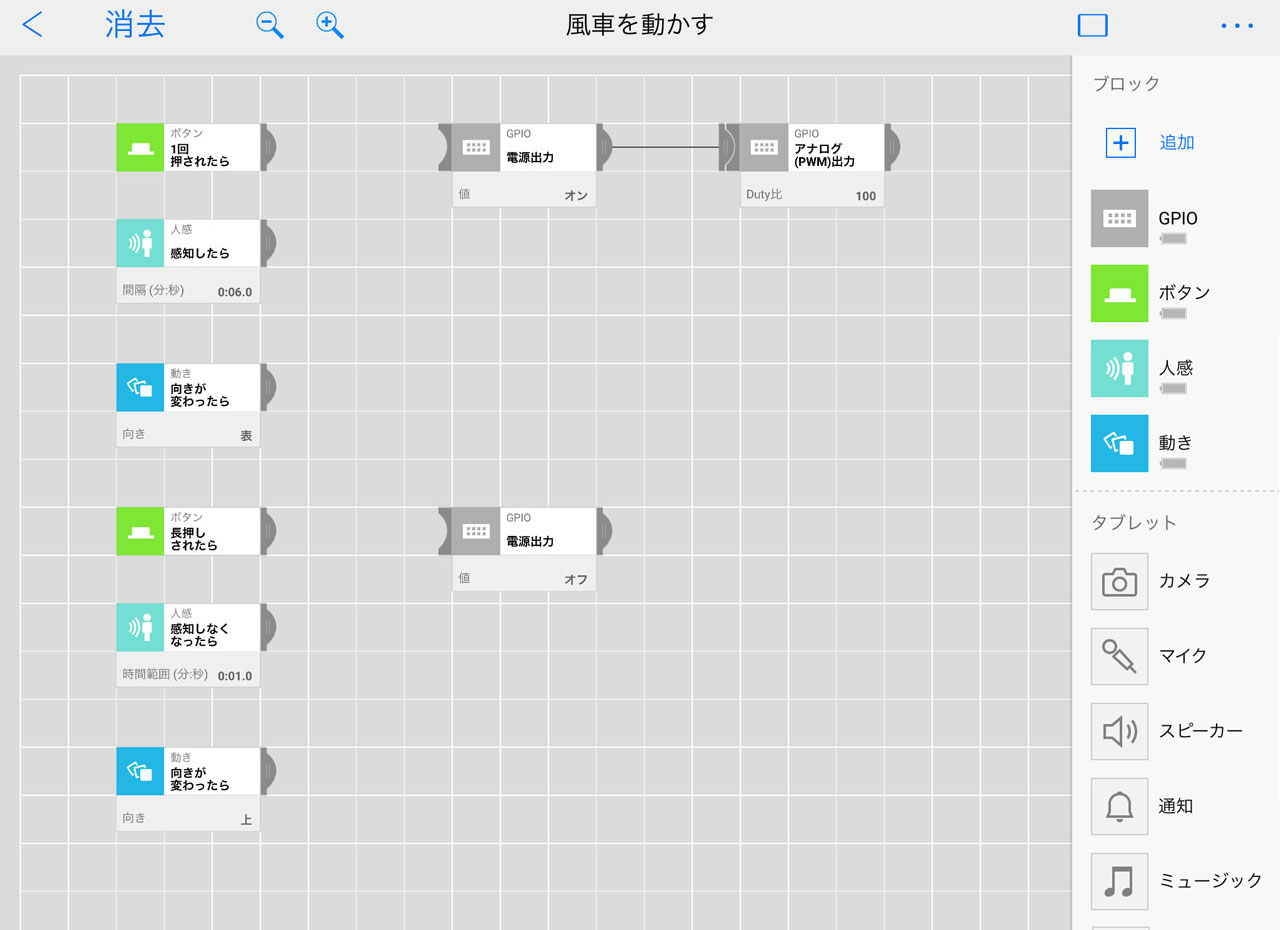 消去
風車を動かす
ボタン
1回
押されたら
GPIO
電源出力
値
オン
GPIO
アナログ
(PWM)出力
Duty比
100
人感
感知したら
間隔 (分:秒)
0:06.0
動き
向きが
変わったら
向き
表
ボタン
長押し
されたら
GPIO
電源出力
値
オフ
人感
感知しなく
なったら
時間範囲 (分:秒)
0:01.0
動き
向きが
変わったら
向き
上
ブロック
追加
GPIO
ボタン
人感
動き
タブレット
カメラ
マイク
スピーカー
通知
ミュージック